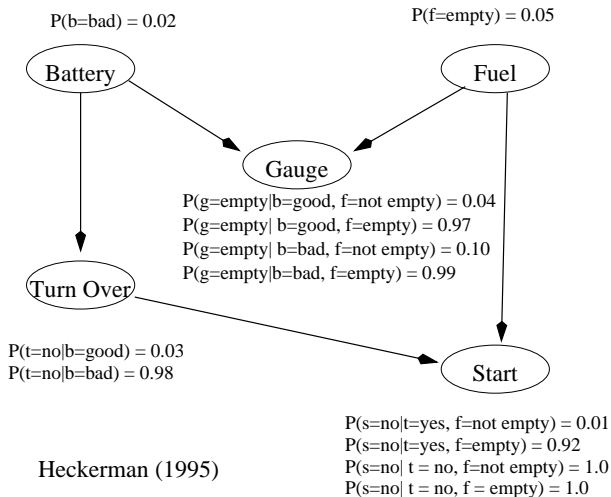 P(b=bad) = 0.02
P(f=empty) = 0.05
Battery
Fuel
Gauge
P(g=empty|b=good, f=not empty) = 0.04
P(g=empty| b=good, f=empty) = 0.97
P(g=empty| b=bad, f=not empty) = 0.10
P(g=empty|b=bad, f=empty) = 0.99
Turn Over
P(t=no|b=good) = 0.03
P(t=no|b=bad) = 0.98
Start
P(s=no|t=yes, f=not empty) = 0.01
P(s=no|t=yes, f=empty) = 0.92
P(s=no| t = no, f=not empty) = 1.0
P(s=no| t = no, f = empty) = 1.0
Heckerman (1995)